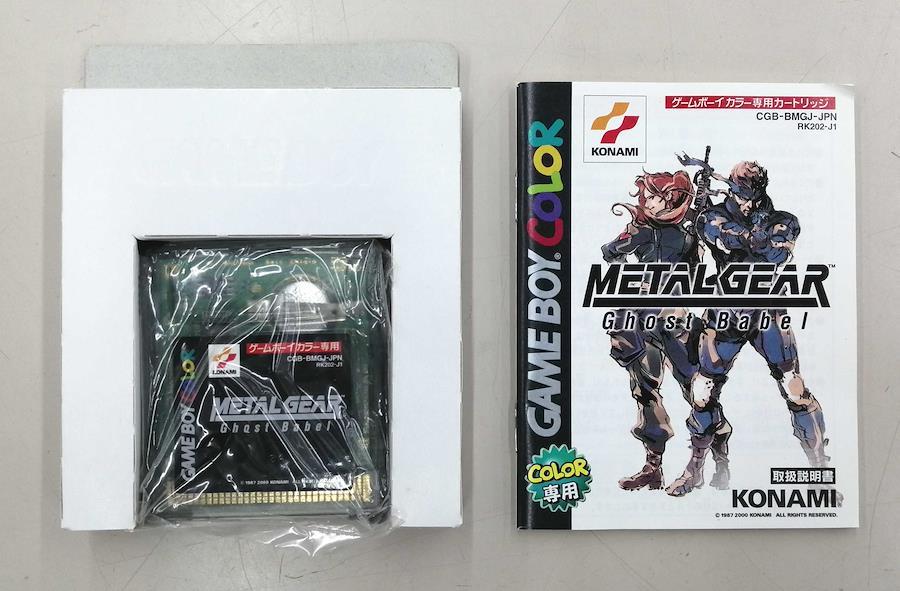 ゲームボーイカラー専用
CGB-BMGJ-JPN
RK202-J1
KONAMI
GAME BOY COLOR
METAL GEAR
Ghost Babel
© 1987 2000 KONAMI
ゲームボーイカラー専用カートリッジ
CGB-BMGJ-JPN
RK202-J1
KONAMI
GAME BOY COLOR
METAL GEAR™
Ghost Babel
COLOR
専用
取扱説明書
KONAMI
© 1987 2000 KONAMI ALL RIGHTS RESERVED.